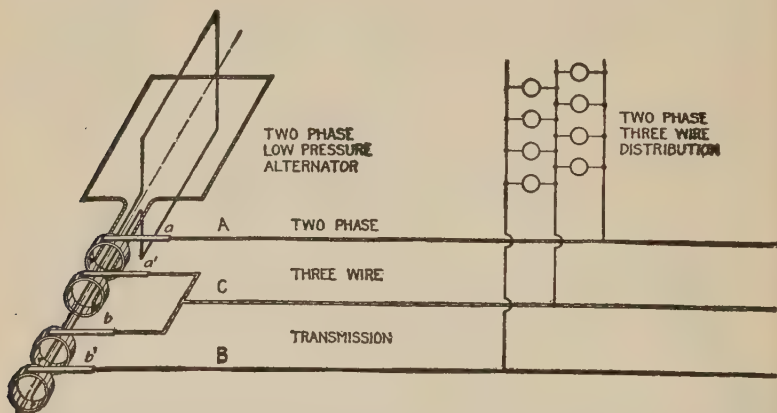 TWO PHASE
LOW PRESSURE
ALTERNATOR
TWO PHASE
THREE WIRE
DISTRIBUTION
a
A
TWO PHASE
a'
THREE WIRE
C
b
TRANSMISSION
b'
B